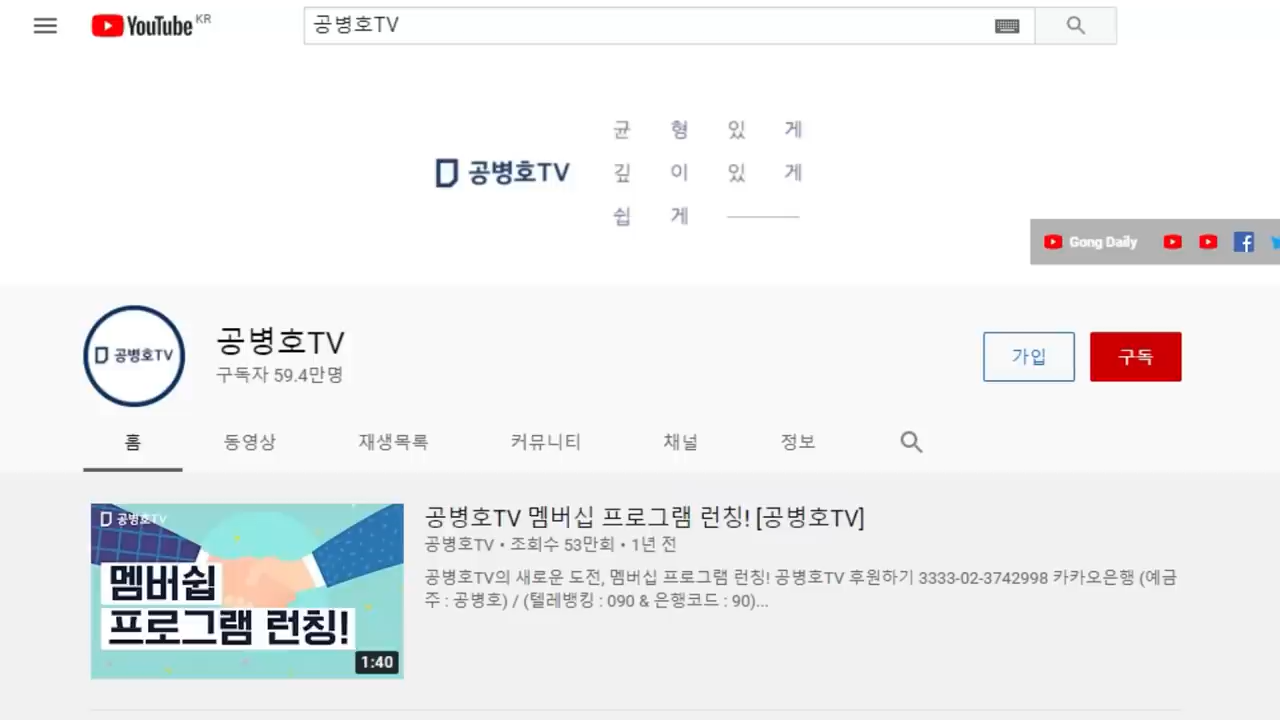 YouTube KR
공병호TV
균 형 있 게
공병호TV
깊 이 있 게
쉽 게
Gong Daily
공병호TV
공병호TV
구독자 59.4만명
가입
구독
홈
동영상
재생목록
커뮤니티
채널
정보
공병호TV
멤버쉽
프로그램 런칭!
1:40
공병호TV 멤버십 프로그램 런칭! [공병호TV]
공병호TV • 조회수 53만회 • 1년 전
공병호TV의 새로운 도전, 멤버십 프로그램 런칭! 공병호TV 후원하기 3333-02-3742998 카카오은행 (예금
주 : 공병호) / (텔레뱅킹 : 090 & 은행코드 : 90)...